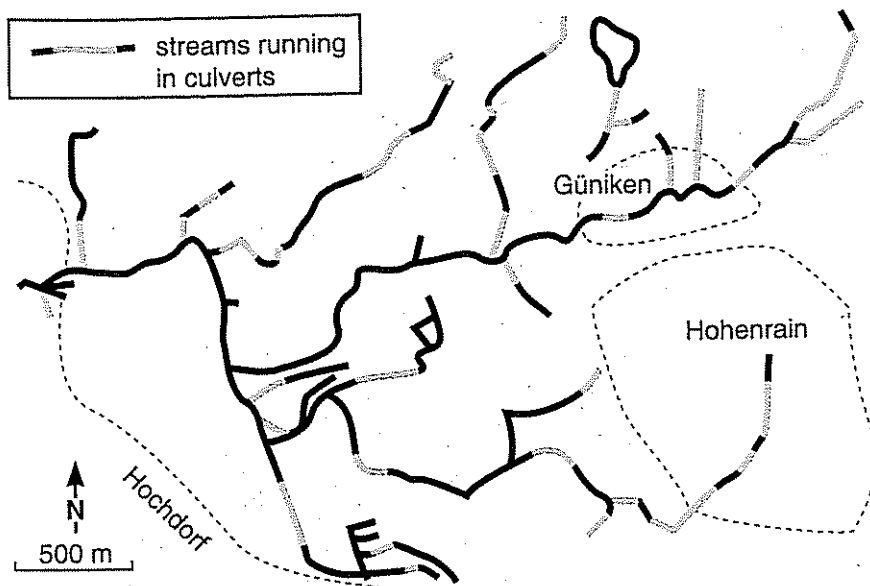 streams running
in culverts
Güniken
Hohenrain
Hochdorf
N
500 m